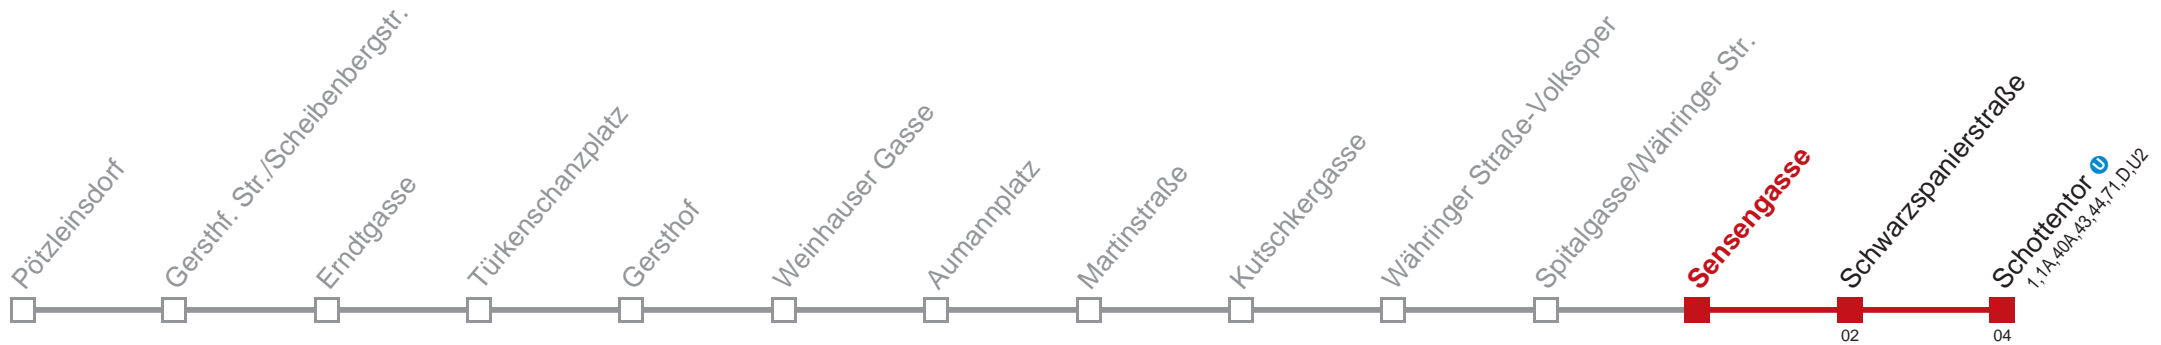 Pötzleinsdorf
Gersthf. Str./Scheibenbergstr.
Erndtgasse
Türkenschanzplatz
Gersthof
Weinhauser Gasse
Aumannplatz
Martinstraße
Kutschkergasse
Währinger Straße-Volksoper
Spitalgasse/Währinger Str.
Sensengasse
Schwarzspanierstraße
Schottentor U
1,1A,40A,43,44,71,D,U2
02
04